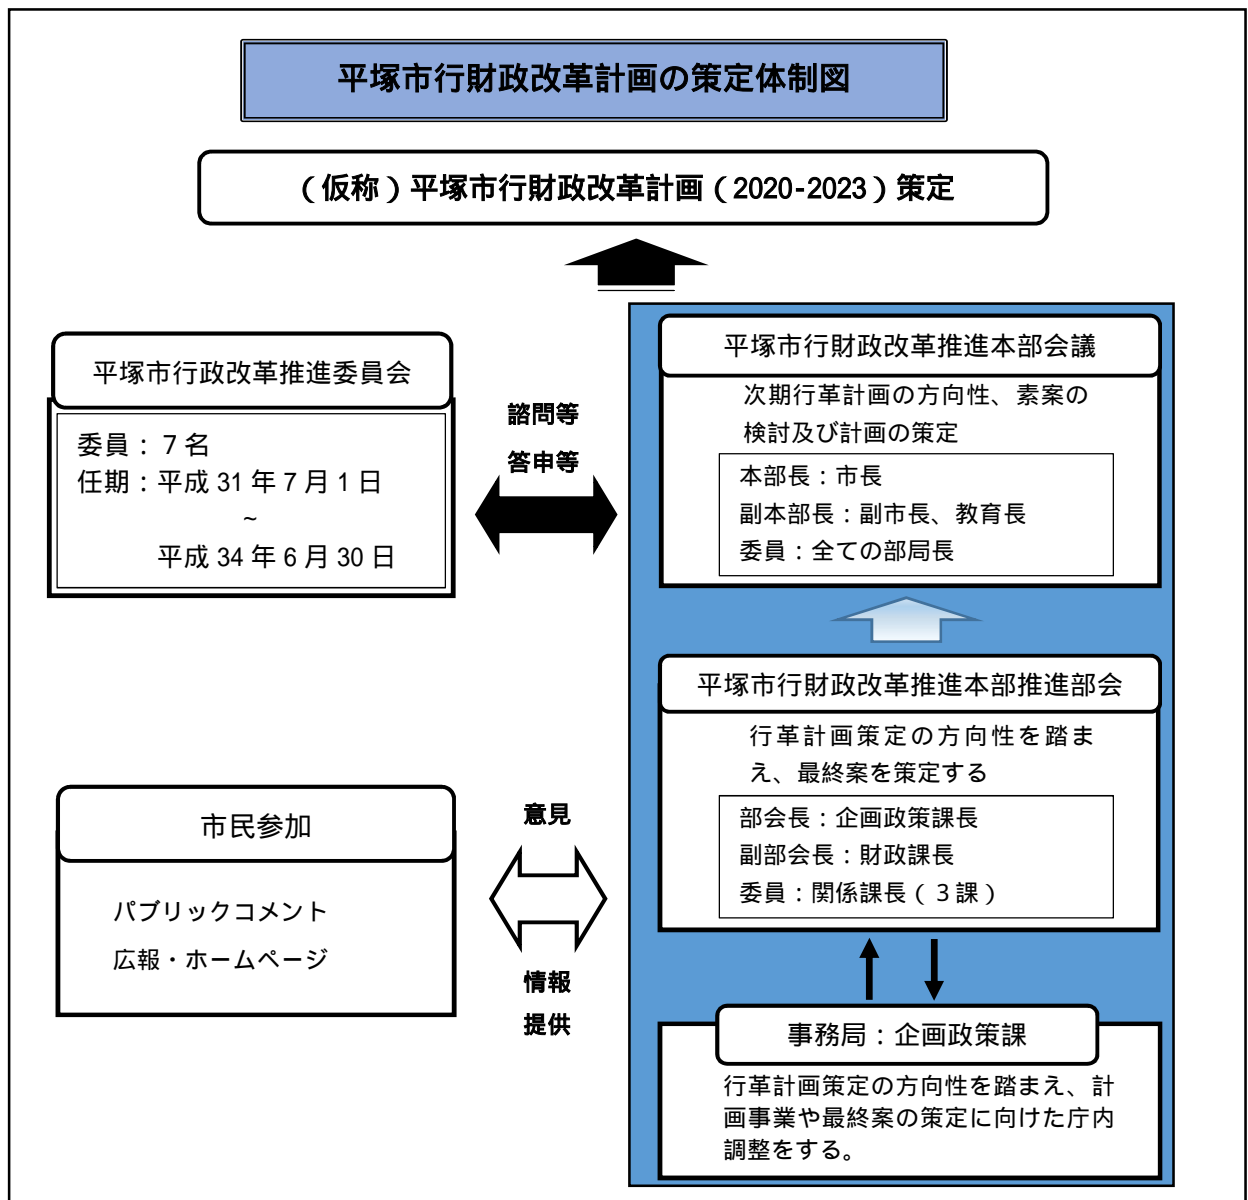 平塚市行財政改革計画の策定体制図
（仮称）平塚市行財政改革計画（2020-2023）策定
平塚市行政改革推進委員会
委員：７名
任期：平成 31 年 7 月 1 日
～
平成 34 年 6 月 30 日
諮問等
答申等
平塚市行財政改革推進本部会議
次期行革計画の方向性、素案の
検討及び計画の策定
本部長：市長
副本部長：副市長、教育長
委員：全ての部局長
平塚市行財政改革推進本部推進部会
行革計画策定の方向性を踏ま
え、最終案を策定する
部会長：企画政策課長
副部会長：財政課長
委員：関係課長（３課）
市民参加
パブリックコメント
広報・ホームページ
意見
情報
提供
事務局：企画政策課
行革計画策定の方向性を踏まえ、計
画事業や最終案の策定に向けた庁内
調整をする。